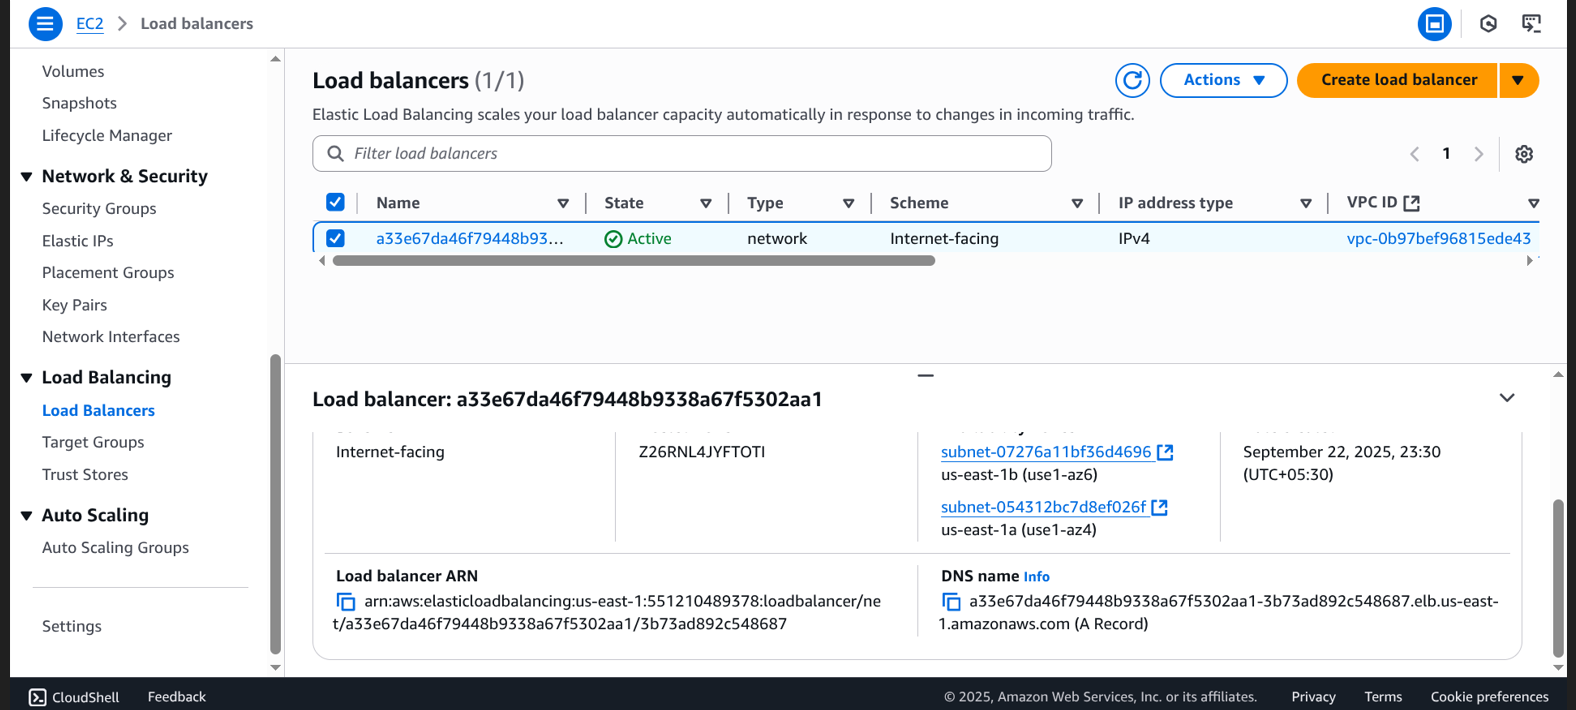 EC2 > Load balancers
Volumes
Snapshots
Lifecycle Manager
Network & Security
Security Groups
Elastic IPs
Placement Groups
Key Pairs
Network Interfaces
Load Balancing
Load Balancers
Target Groups
Trust Stores
Auto Scaling
Auto Scaling Groups
Settings
Load balancers (1/1)
Actions
Create load balancer
Elastic Load Balancing scales your load balancer capacity automatically in response to changes in incoming traffic.
Filter load balancers
1
Name State Type Scheme IP address type VPC ID
a33e67da46f79448b93... Active network Internet-facing IPv4 vpc-0b97bef96815ede43
Load balancer: a33e67da46f79448b9338a67f5302aa1
Internet-facing
Z26RNL4JYFTOTI
subnet-07276a11bf36d4696
us-east-1b (use1-az6)
subnet-054312bc7d8ef026f
us-east-1a (use1-az4)
September 22, 2025, 23:30
(UTC+05:30)
Load balancer ARN
arn:aws:elasticloadbalancing:us-east-1:551210489378:loadbalancer/ne
t/a33e67da46f79448b9338a67f5302aa1/3b73ad892c548687
DNS name Info
a33e67da46f79448b9338a67f5302aa1-3b73ad892c548687.elb.us-east-
1.amazonaws.com (A Record)
CloudShell Feedback © 2025, Amazon Web Services, Inc. or its affiliates. Privacy Terms Cookie preferences